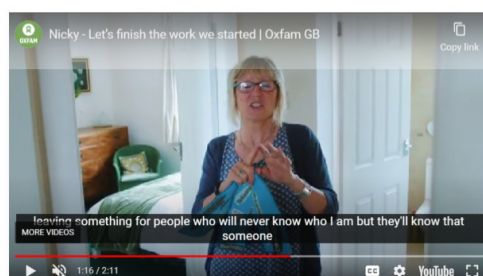 OXFAM
Nicky - Let's finish the work we started | Oxfam GB
Copy link
leaving something for people who will never know who I am but they'll know that
MORE VIDEOS
someone
1:16 / 2:11
CC
YouTube